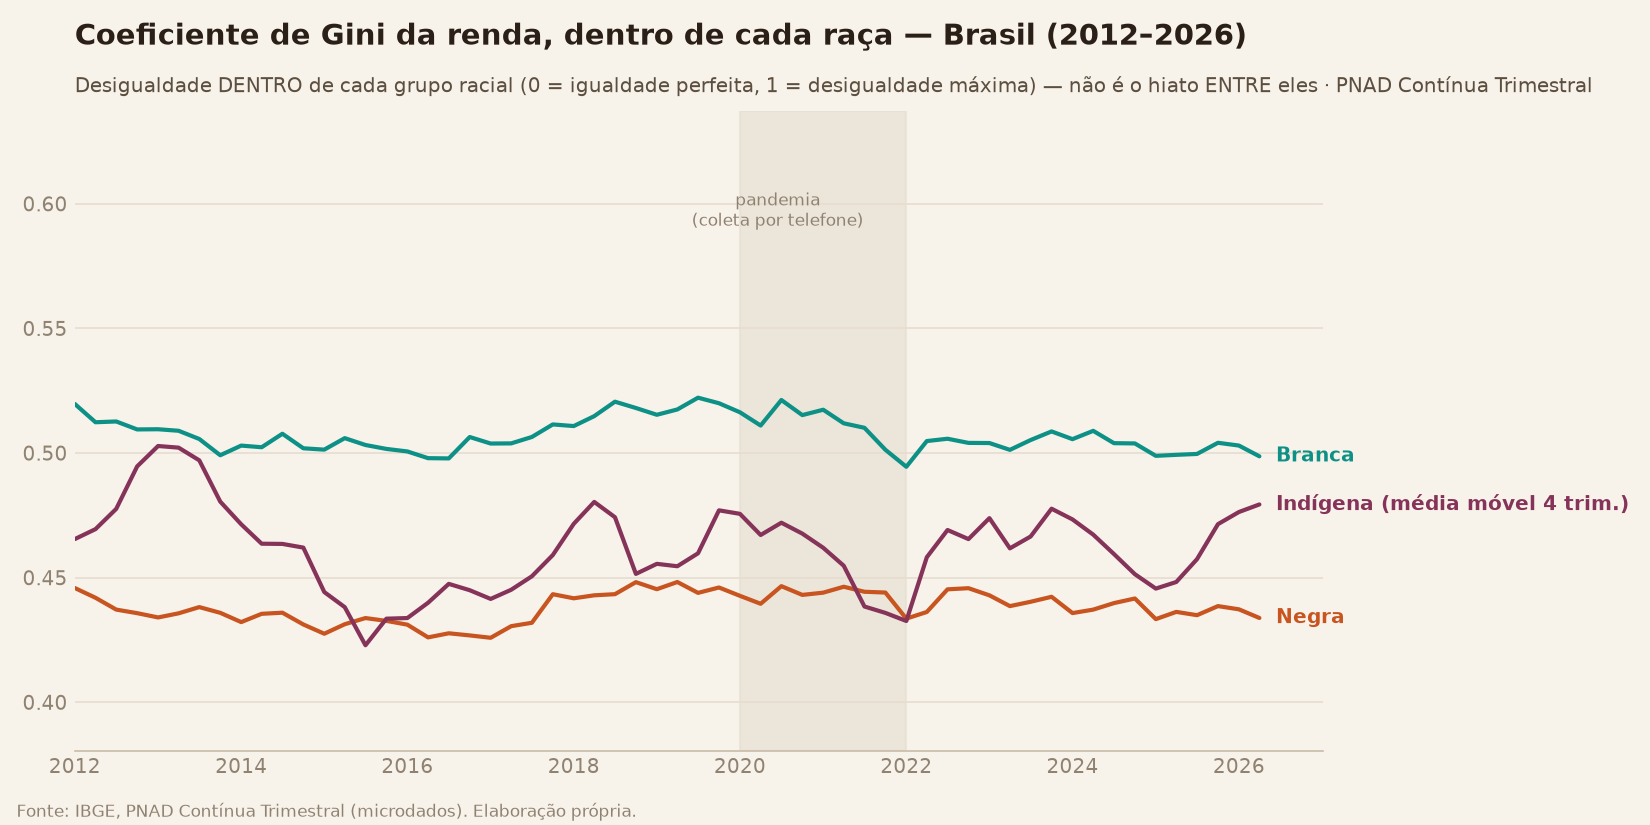 Coeficiente de Gini da renda, dentro de cada raça — Brasil (2012–2026)
Desigualdade DENTRO de cada grupo racial (0 = igualdade perfeita, 1 = desigualdade máxima) — não é o hiato ENTRE eles · PNAD Contínua Trimestral
pandemia
(coleta por telefone)
0.60
0.55
0.50
0.45
0.40
Branca
Indígena (média móvel 4 trim.)
Negra
2012 2014 2016 2018 2020 2022 2024 2026
Fonte: IBGE, PNAD Contínua Trimestral (microdados). Elaboração própria.